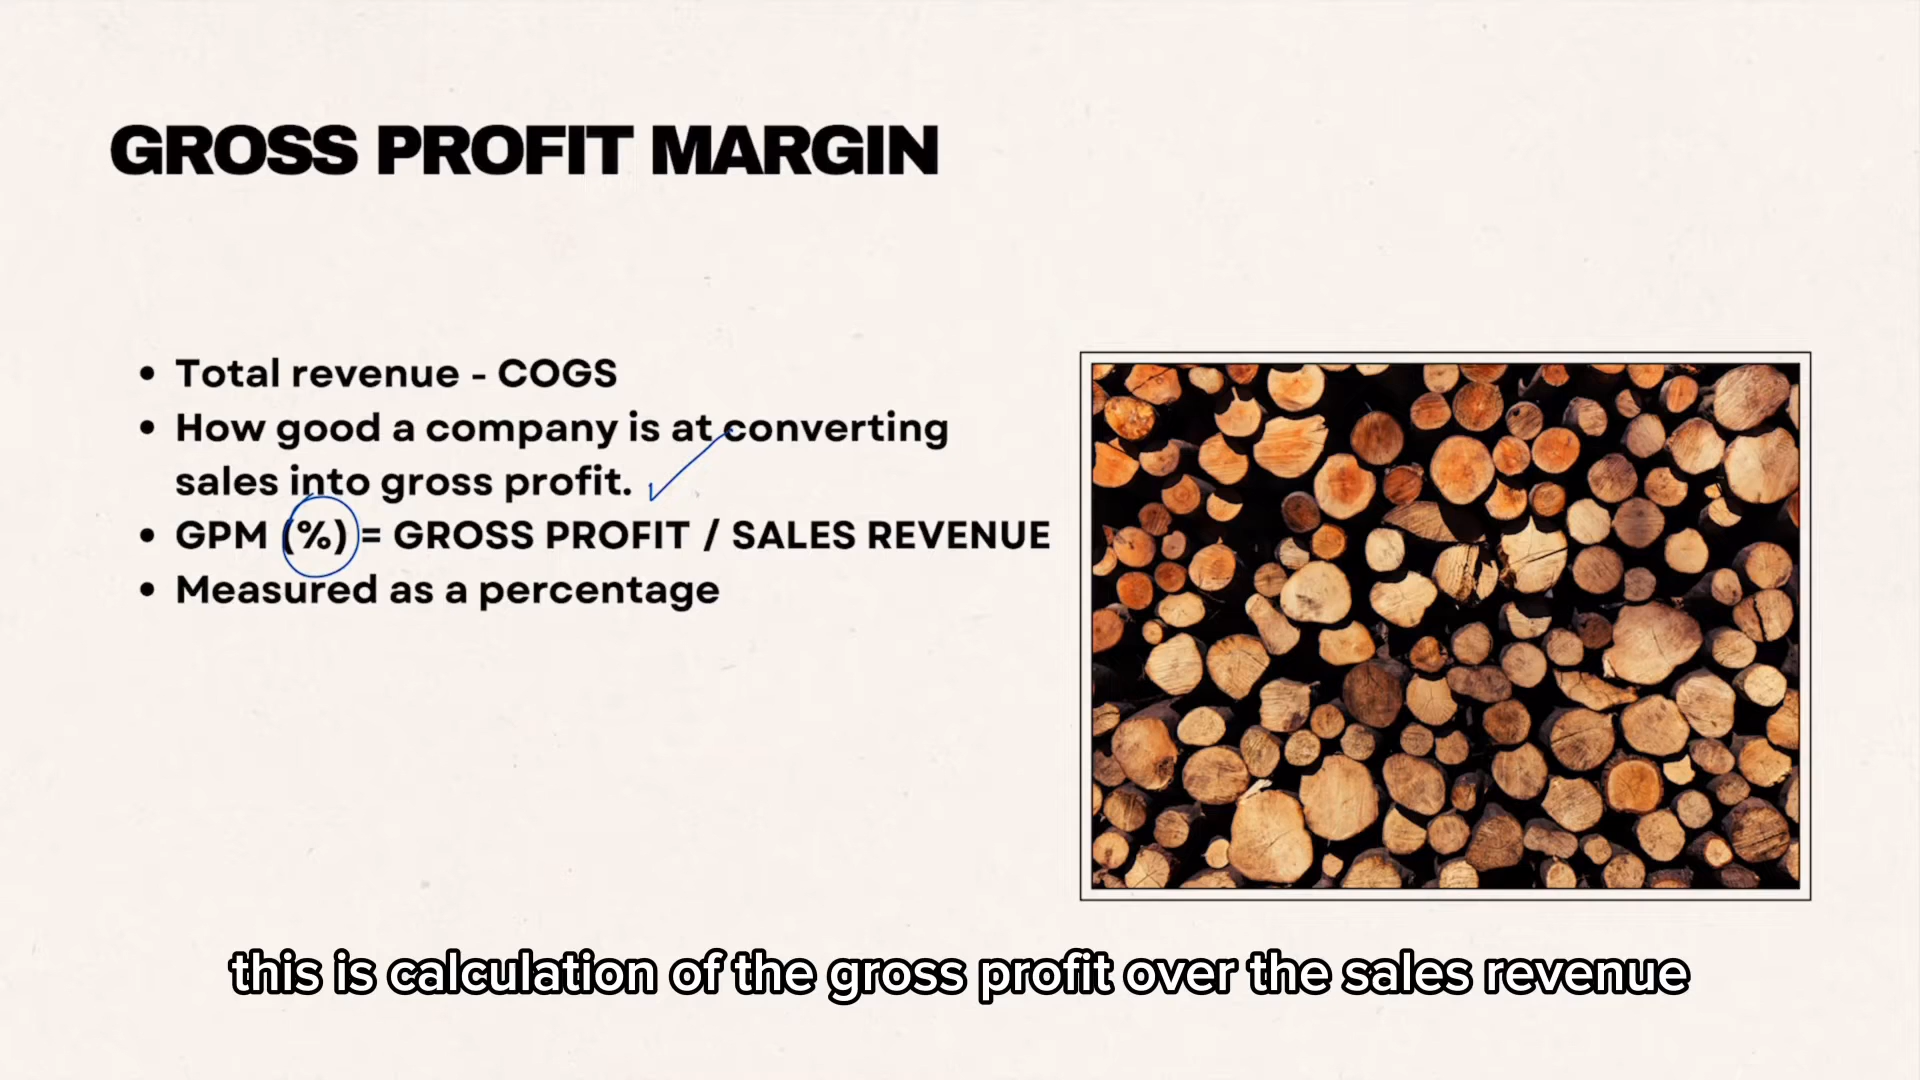 GROSS PROFIT MARGIN
• Total revenue - COGS
• How good a company is at converting
sales into gross profit.
• GPM (%) = GROSS PROFIT / SALES REVENUE
• Measured as a percentage
this is calculation of the gross profit over the sales revenue